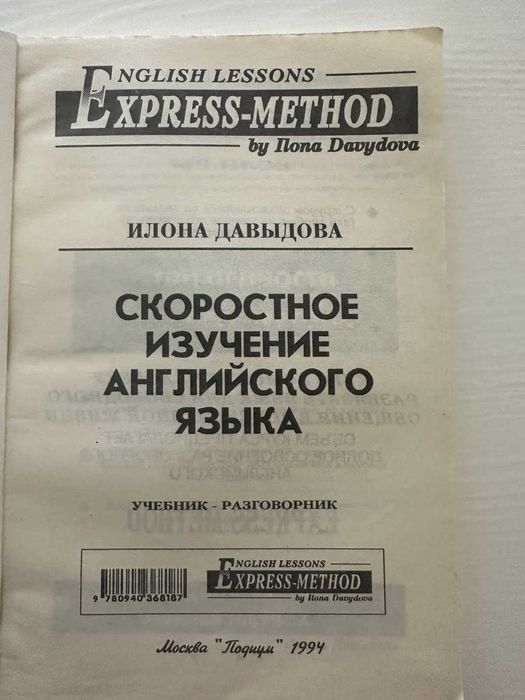 ENGLISH LESSONS
EXPRESS-METHOD
by Ilona Davydova
ИЛОНА ДАВЫДОВА
СКОРОСТНОЕ
ИЗУЧЕНИЕ
АНГЛИЙСКОГО
ЯЗЫКА
УЧЕБНИК - РАЗГОВОРНИК
ENGLISH LESSONS
EXPRESS-METHOD
by Ilona Davydova
9 780940 368187
Москва "Подиум" 1994